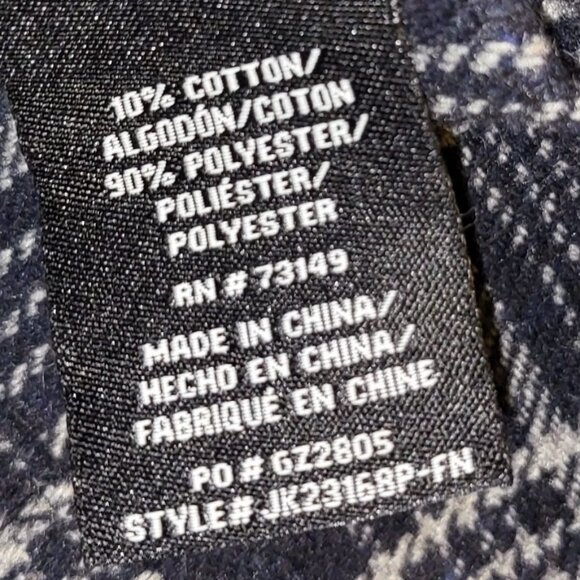 10% COTTON/
ALGODÓN/COTON
90% POLYESTER/
POLIÉSTER/
POLYESTER
RN # 73149
MADE IN CHINA/
HECHO EN CHINA/
FABRIQUÉ EN CHINE
PO # GZ2805
STYLE# JK23168P-FN